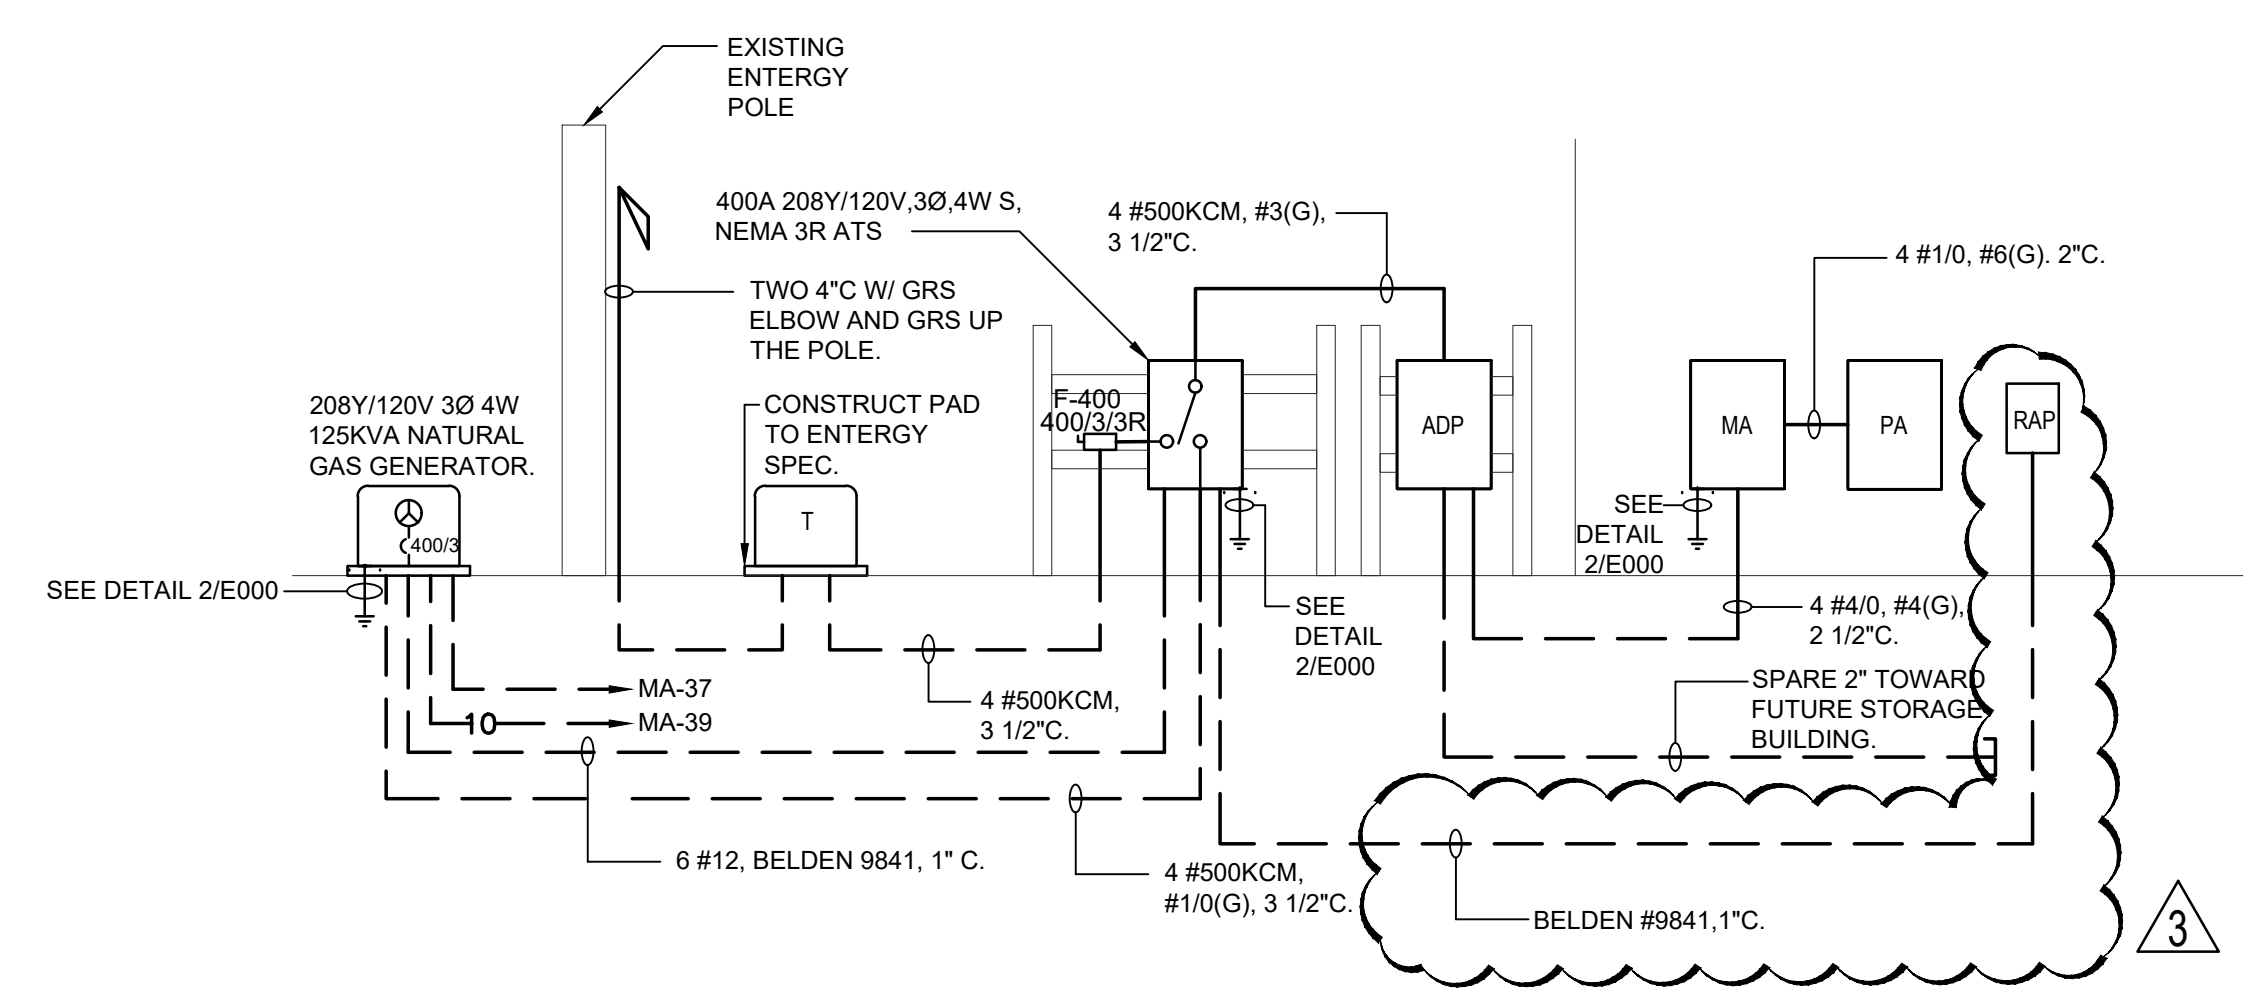 EXISTING
ENTERGY
POLE
400A 208Y/120V,3Ø,4W S,
NEMA 3R ATS
4 #500KCM, #3(G),
3 1/2"C.
4 #1/0, #6(G). 2"C.
TWO 4"C W/ GRS
ELBOW AND GRS UP
THE POLE.
208Y/120V 3Ø 4W
125KVA NATURAL
GAS GENERATOR.
CONSTRUCT PAD
TO ENTERGY
SPEC.
F-400
400/3/3R
ADP
MA
PA
RAP
400/3
T
SEE
DETAIL
2/E000
SEE DETAIL 2/E000
SEE
DETAIL
2/E000
4 #4/0, #4(G),
2 1/2"C.
MA-37
10
MA-39
4 #500KCM,
3 1/2"C.
SPARE 2" TOWARD
FUTURE STORAGE
BUILDING.
6 #12, BELDEN 9841, 1" C.
4 #500KCM,
#1/0(G), 3 1/2"C.
BELDEN #9841,1"C.
3